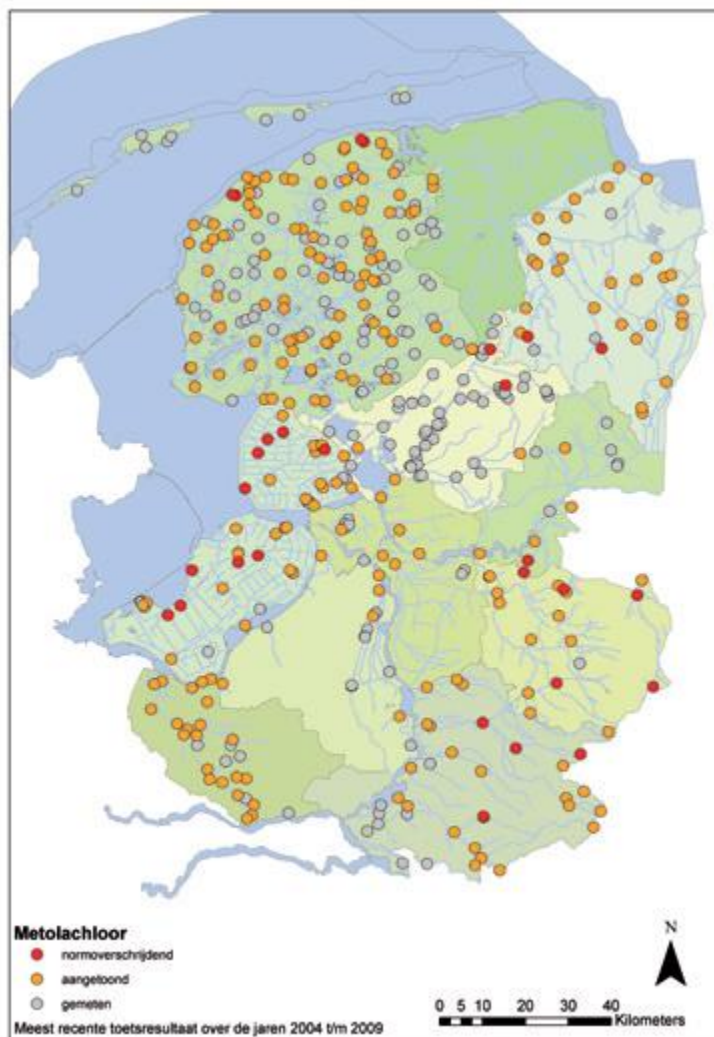 Metolachloor
normoverschrijdend
aangetoond
gemeten
Meest recente toetsresultaat over de jaren 2004 t/m 2009
N
0 5 10 20 30 40
Kilometers